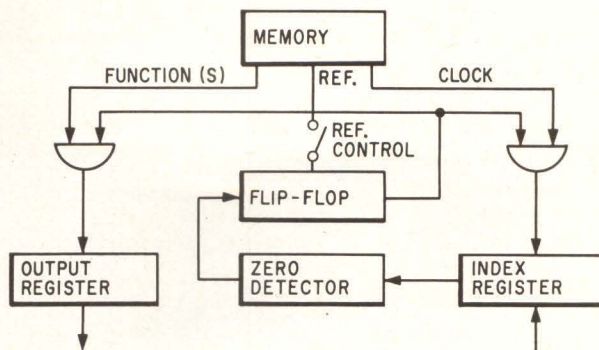 MEMORY
FUNCTION (S)
REF.
CLOCK
REF.
CONTROL
FLIP-FLOP
OUTPUT
REGISTER
ZERO
DETECTOR
INDEX
REGISTER